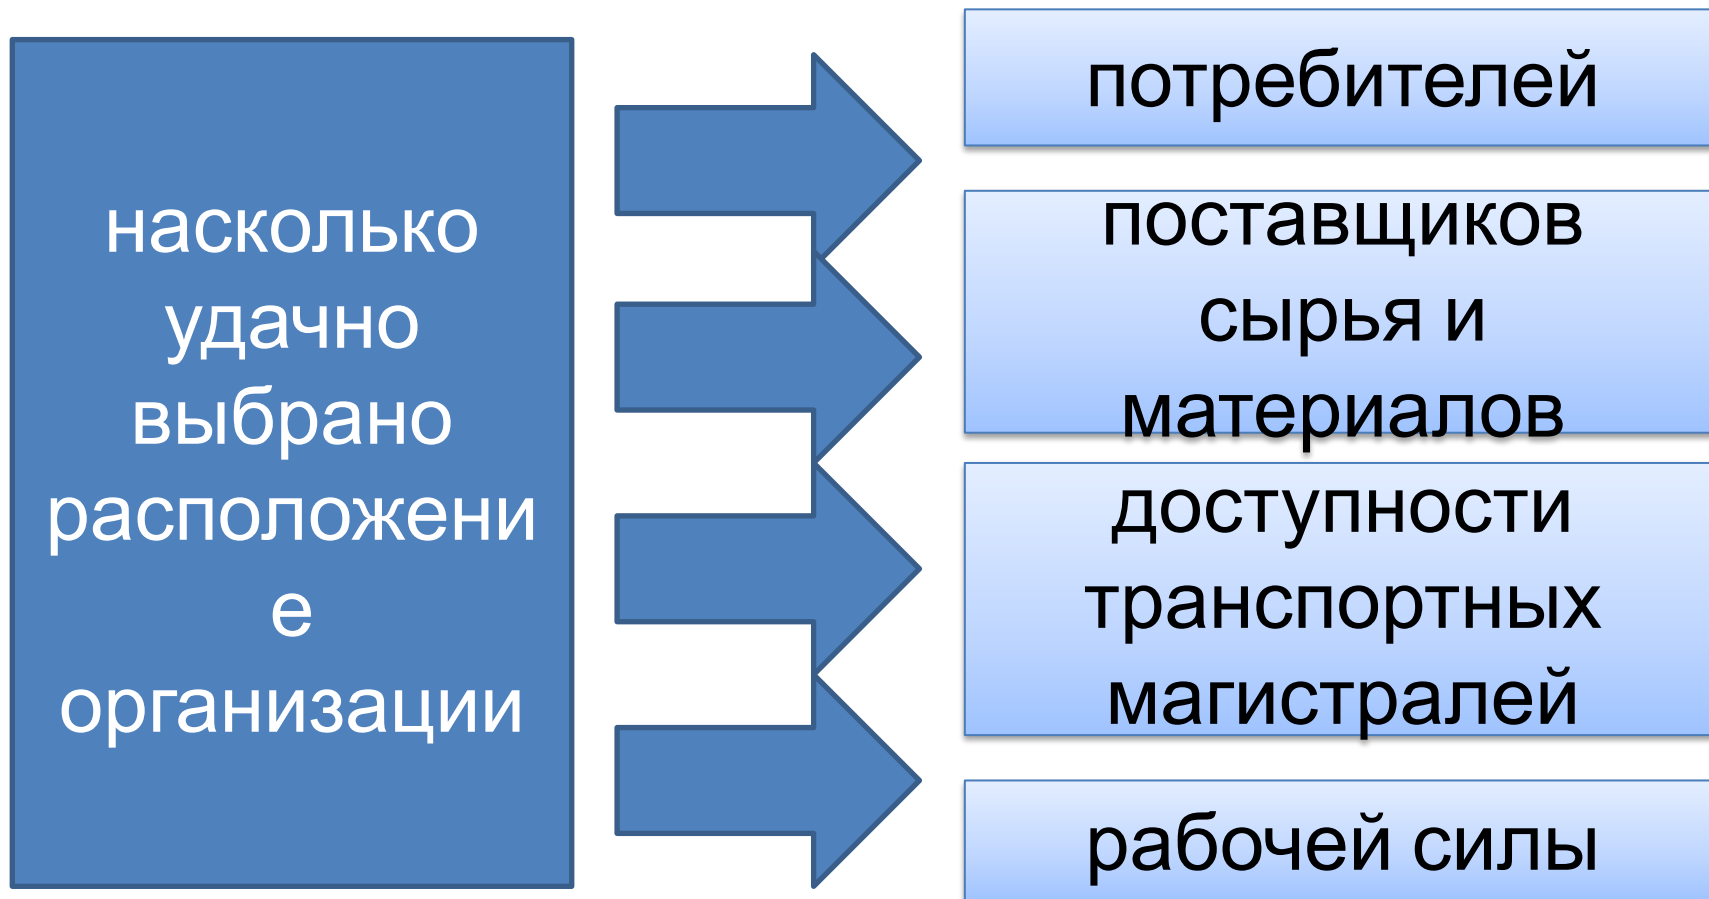 насколько
удачно
выбрано
расположени
е
организации
потребителей
поставщиков
сырья и
материалов
доступности
транспортных
магистралей
рабочей силы